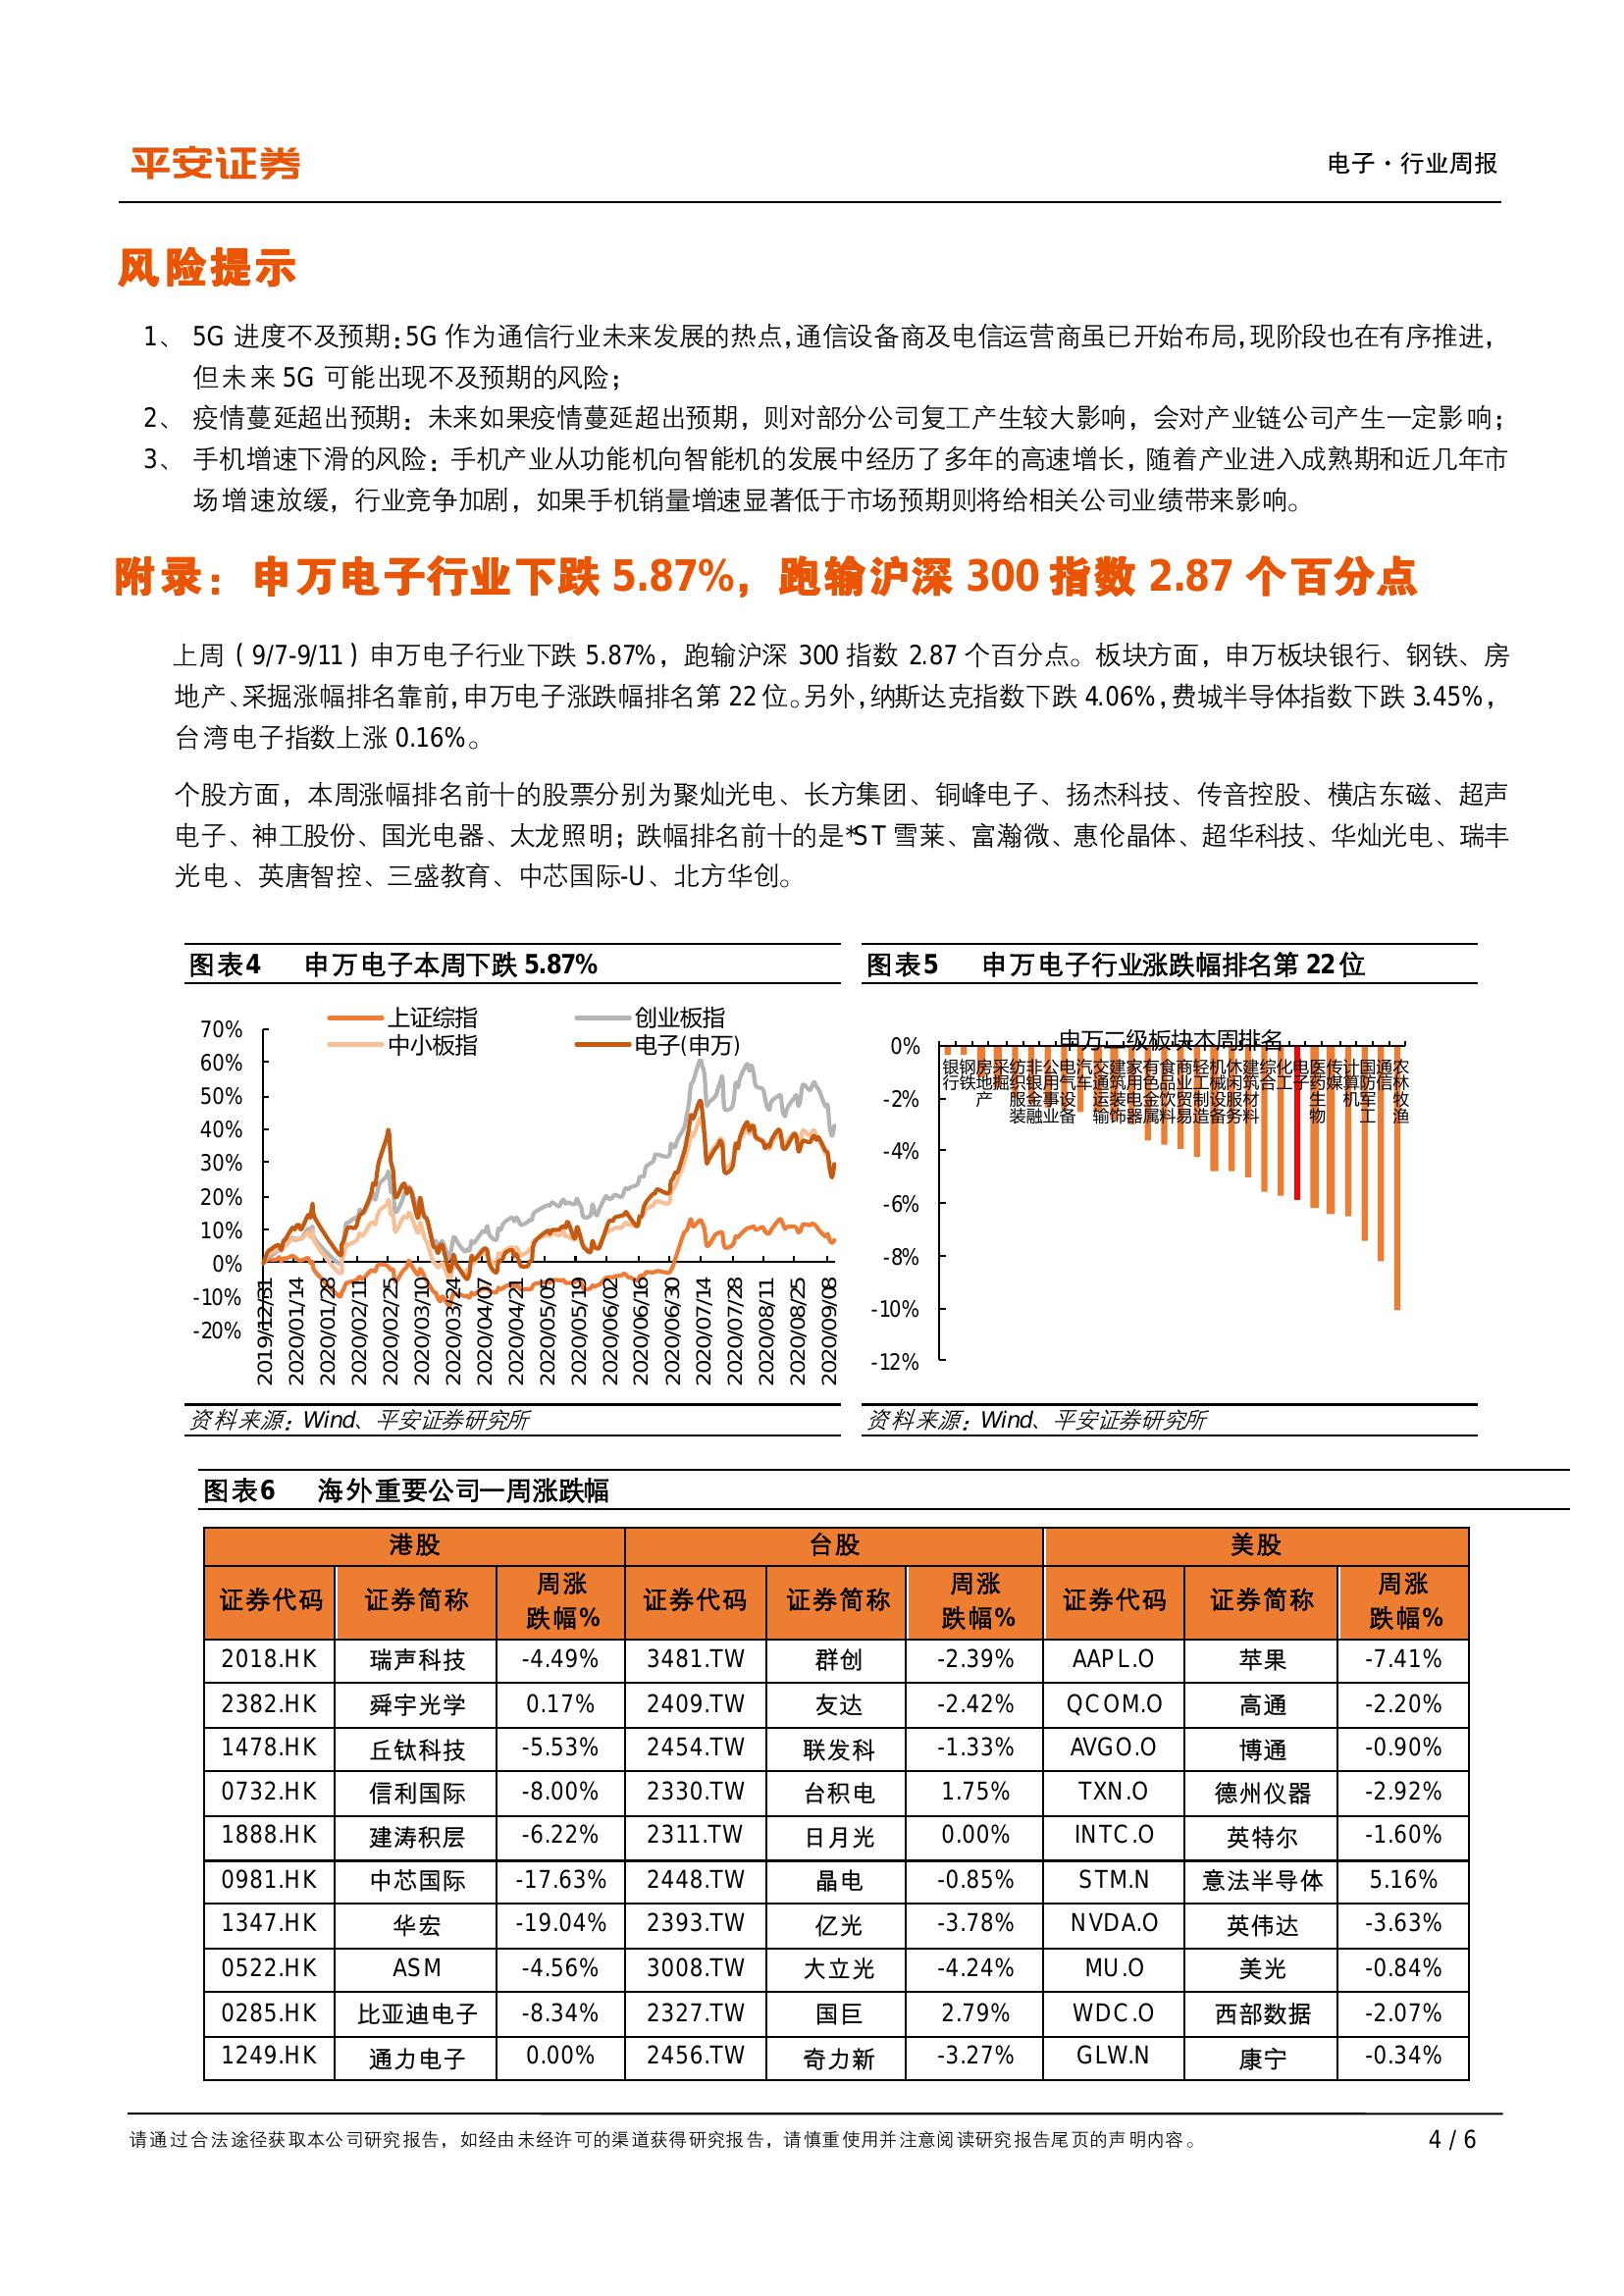 平安证券
电子·行业周报
风险提示
1、 5G 进度不及预期:5G 作为通信行业未来发展的热点,通信设备商及电信运营商虽已开始布局,现阶段也在有序推进,
但未来 5G 可能出现不及预期的风险;
2、 疫情蔓延超出预期: 未来如果疫情蔓延超出预期, 则对部分公司复工产生较大影响, 会对产业链公司产生一定影响;
3、 手机增速下滑的风险: 手机产业从功能机向智能机的发展中经历了多年的高速增长, 随着产业进入成熟期和近几年市
场增速放缓, 行业竞争加剧, 如果手机销量增速显著低于市场预期则将给相关公司业绩带来影响。
附录: 申万电子行业下跌 5.87%, 跑输沪深 300 指数 2.87 个百分点
上周 ( 9/7-9/11 ) 申万电子行业下跌 5.87%, 跑输沪深 300 指数 2.87 个百分点。板块方面, 申万板块银行、钢铁、房
地产、采掘涨幅排名靠前,申万电子涨跌幅排名第 22 位。另外,纳斯达克指数下跌 4.06%,费城半导体指数下跌 3.45%,
台湾电子指数上涨 0.16%。
个股方面, 本周涨幅排名前十的股票分别为聚灿光电、长方集团、铜峰电子、扬杰科技、传音控股、横店东磁、超声
电子、神工股份、国光电器、太龙照明; 跌幅排名前十的是*ST 雪莱、富瀚微、惠伦晶体、超华科技、华灿光电、瑞丰
光电、英唐智控、三盛教育、中芯国际-U、北方华创。
图表4 申万电子本周下跌 5.87%
上证综指 创业板指
中小板指 电子(申万)
70%
60%
50%
40%
30%
20%
10%
0%
-10%
-20%
2019/12/31 2020/01/14 2020/01/28 2020/02/11 2020/02/25 2020/03/10 2020/03/24 2020/04/07 2020/04/21 2020/05/05 2020/05/19 2020/06/02 2020/06/16 2020/06/30 2020/07/14 2020/07/28 2020/08/11 2020/08/25 2020/09/08
资料来源: Wind、平安证券研究所
图表5 申万电子行业涨跌幅排名第 22 位
申万二级板块本周排名
0%
-2%
-4%
-6%
-8%
-10%
-12%
银行 钢铁 房地产 采掘 纺织服装 非银金融 公用事业 电气设备 汽车 交通运输 建筑装饰 家用电器 有色金属 食品饮料 商业贸易 轻工制造 机械设备 休闲服务 建筑材料 综合 化工 电子 医药生物 传媒 计算机 国防军工 通信 农林牧渔
资料来源: Wind、平安证券研究所
图表6 海外重要公司一周涨跌幅
港股 台股 美股
证券代码 证券简称 周涨跌幅% 证券代码 证券简称 周涨跌幅% 证券代码 证券简称 周涨跌幅%
2018.HK 瑞声科技 -4.49% 3481.TW 群创 -2.39% AAPL.O 苹果 -7.41%
2382.HK 舜宇光学 0.17% 2409.TW 友达 -2.42% QCOM.O 高通 -2.20%
1478.HK 丘钛科技 -5.53% 2454.TW 联发科 -1.33% AVGO.O 博通 -0.90%
0732.HK 信利国际 -8.00% 2330.TW 台积电 1.75% TXN.O 德州仪器 -2.92%
1888.HK 建涛积层 -6.22% 2311.TW 日月光 0.00% INTC.O 英特尔 -1.60%
0981.HK 中芯国际 -17.63% 2448.TW 晶电 -0.85% STM.N 意法半导体 5.16%
1347.HK 华宏 -19.04% 2393.TW 亿光 -3.78% NVDA.O 英伟达 -3.63%
0522.HK ASM -4.56% 3008.TW 大立光 -4.24% MU.O 美光 -0.84%
0285.HK 比亚迪电子 -8.34% 2327.TW 国巨 2.79% WDC.O 西部数据 -2.07%
1249.HK 通力电子 0.00% 2456.TW 奇力新 -3.27% GLW.N 康宁 -0.34%
请通过合法途径获取本公司研究报告, 如经由未经许可的渠道获得研究报告, 请慎重使用并注意阅读研究报告尾页的声明内容。
4 / 6